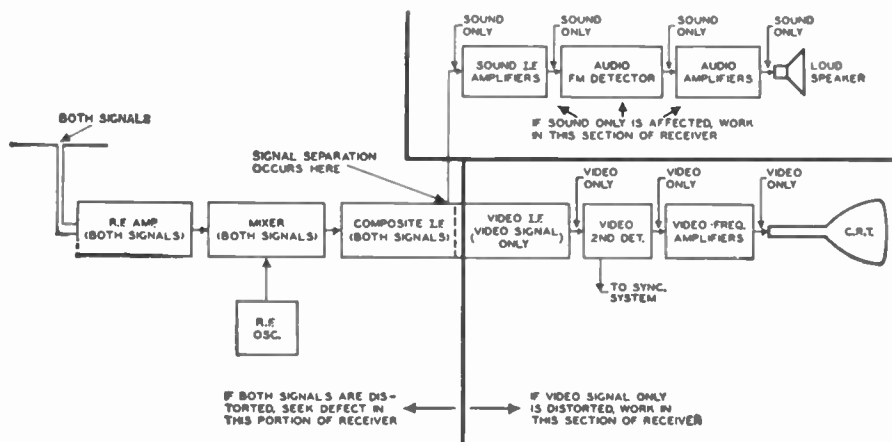 SOUND
ONLY
SOUND
ONLY
SOUND
ONLY
SOUND
ONLY
SOUND I.F.
AMPLIFIERS
AUDIO
FM DETECTOR
AUDIO
AMPLIFIERS
LOUD
SPEAKER
IF SOUND ONLY IS AFFECTED, WORK
IN THIS SECTION OF RECEIVER
BOTH SIGNALS
SIGNAL SEPARATION
OCCURS HERE
VIDEO
ONLY
VIDEO
ONLY
VIDEO
ONLY
R.F. AMP.
(BOTH SIGNALS)
MIXER
(BOTH SIGNALS)
COMPOSITE I.F.
(BOTH SIGNALS)
VIDEO I.F.
(VIDEO SIGNAL
ONLY)
VIDEO
2ND DET.
VIDEO-FREQ.
AMPLIFIERS
C.R.T.
TO SYNC.
SYSTEM
R.F.
OSC.
IF BOTH SIGNALS ARE DIS-
TORTED, SEEK DEFECT IN
THIS PORTION OF RECEIVER
IF VIDEO SIGNAL ONLY
IS DISTORTED, WORK IN
THIS SECTION OF RECEIVER